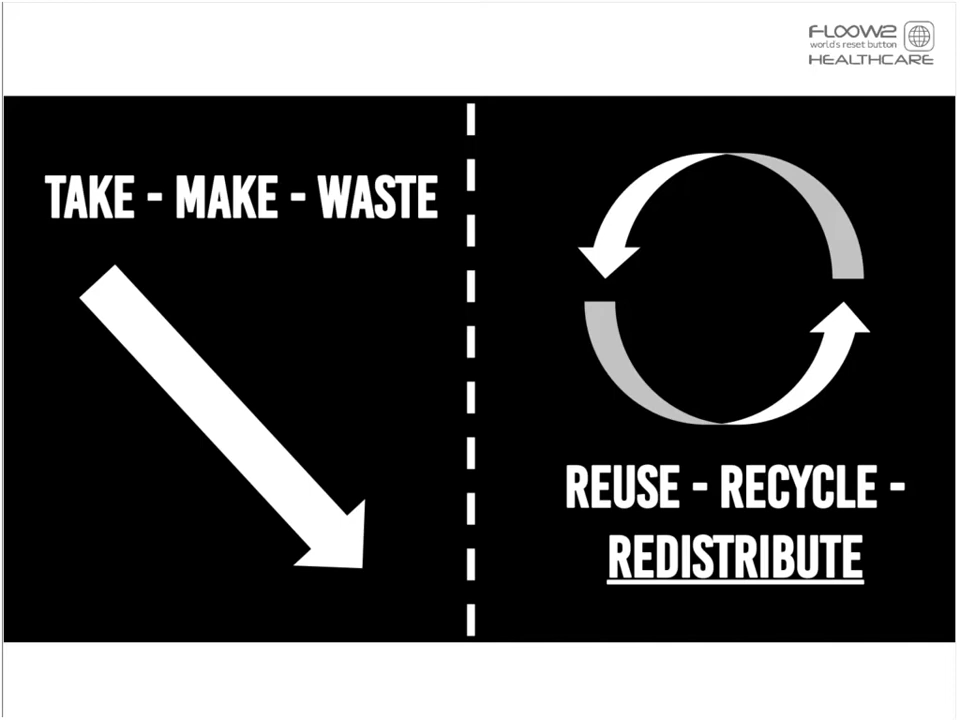 FLOOW2
world's reset button
HEALTHCARE
TAKE - MAKE - WASTE
REUSE - RECYCLE -
REDISTRIBUTE